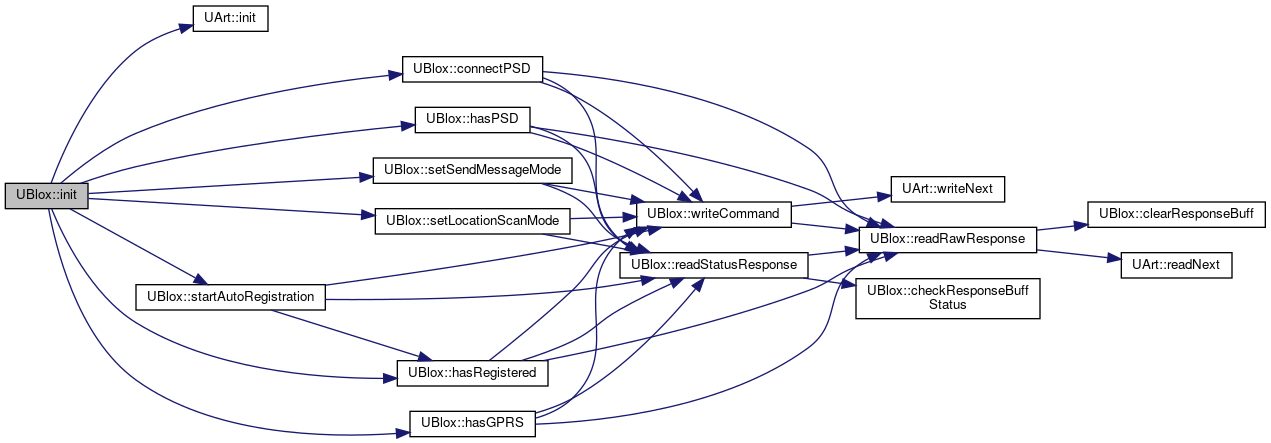 UArt::init
UBlox::connectPSD
UBlox::hasPSD
UBlox::setSendMessageMode
UBlox::init
UBlox::setLocationScanMode
UBlox::writeCommand
UArt::writeNext
UBlox::clearResponseBuff
UBlox::readRawResponse
UBlox::readStatusResponse
UArt::readNext
UBlox::startAutoRegistration
UBlox::checkResponseBuff
Status
UBlox::hasRegistered
UBlox::hasGPRS